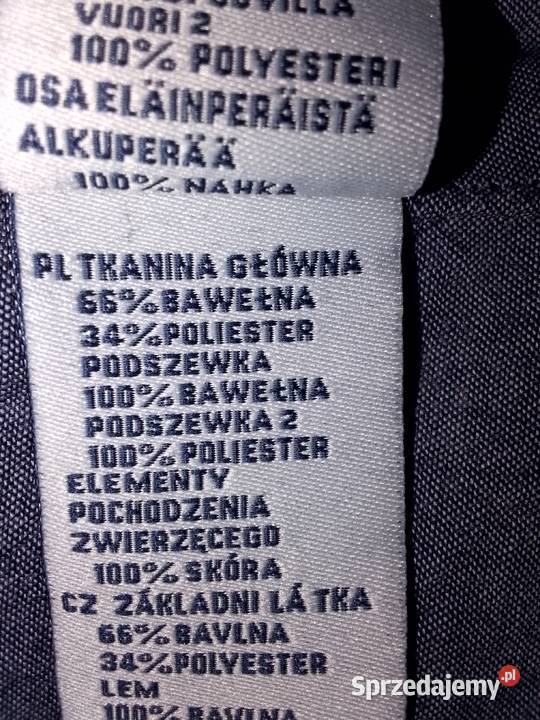 VUORI 2
100% POLYESTERI
OSA ELÄINPERÄISTÄ
ALKUPERÄÄ
100% NAHKA
PL TKANINA GŁÓWNA
66% BAWEŁNA
34% POLIESTER
PODSZEWKA
100% BAWEŁNA
PODSZEWKA 2
100% POLIESTER
ELEMENTY
POCHODZENIA
ZWIERZĘCEGO
100% SKÓRA
CZ ZÁKLADNI LÁTKA
66% BAVLNA
34% POLYESTER
LEM
100% BAVLNA
Sprzedajemy.pl